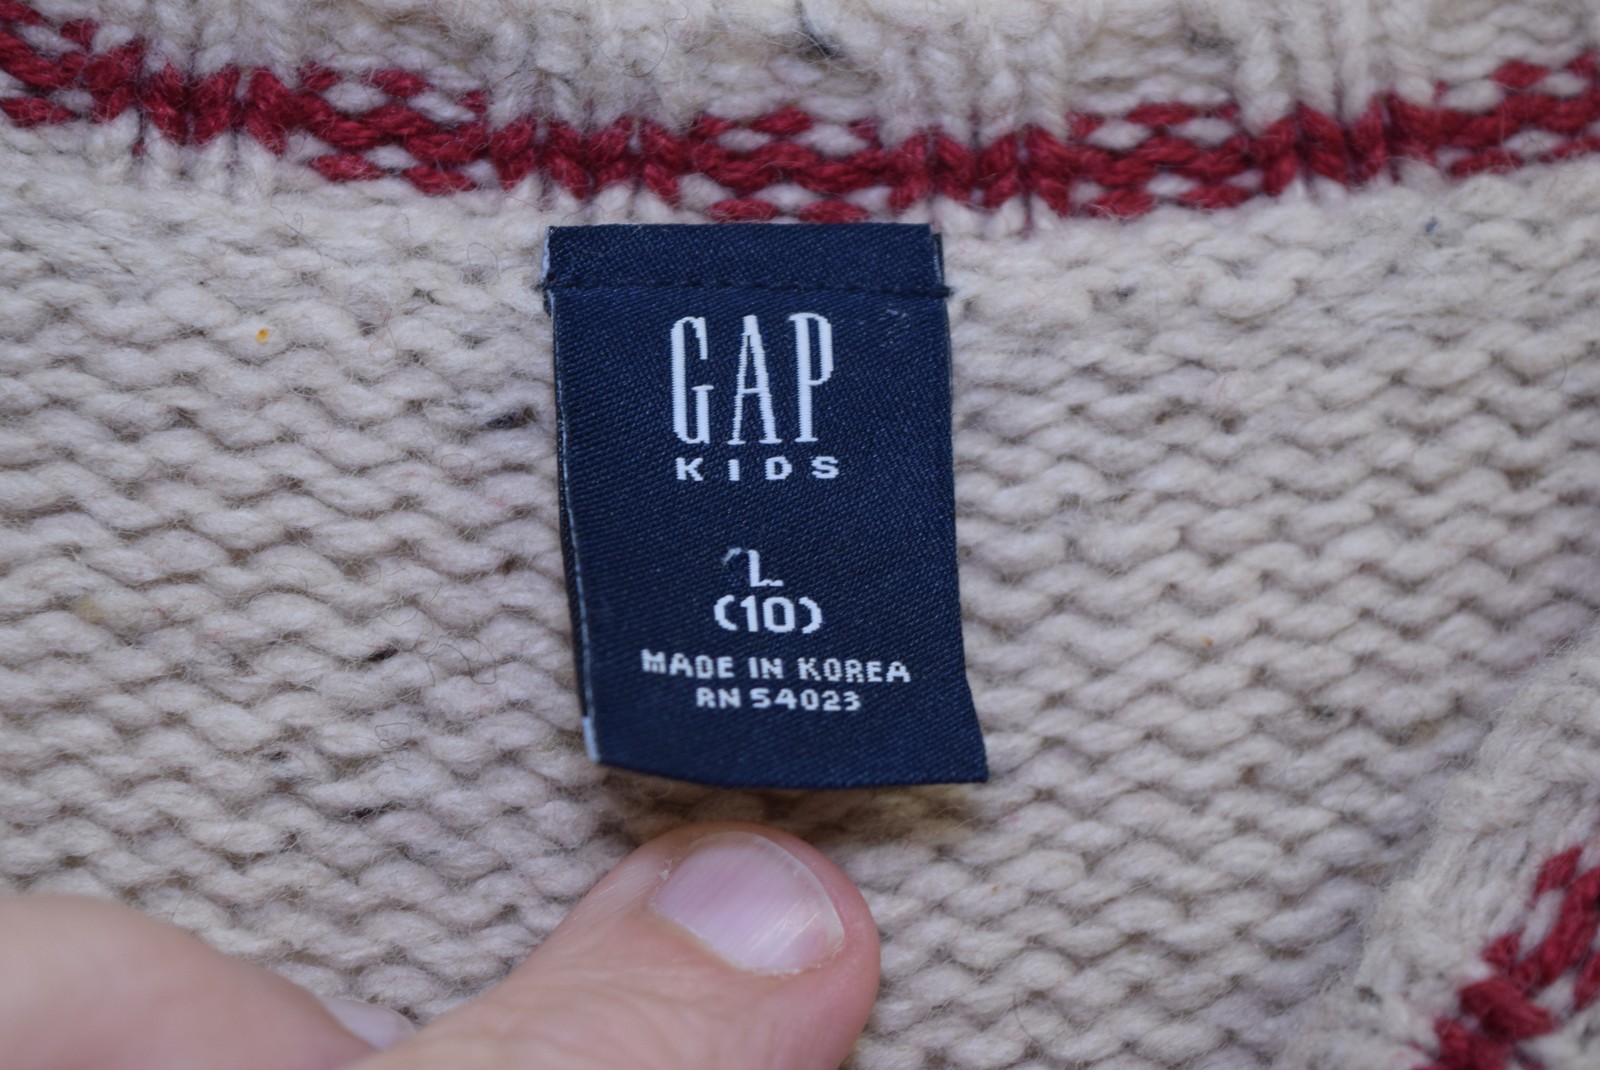 GAP
KIDS
L
(10)
MADE IN KOREA
RN 54023